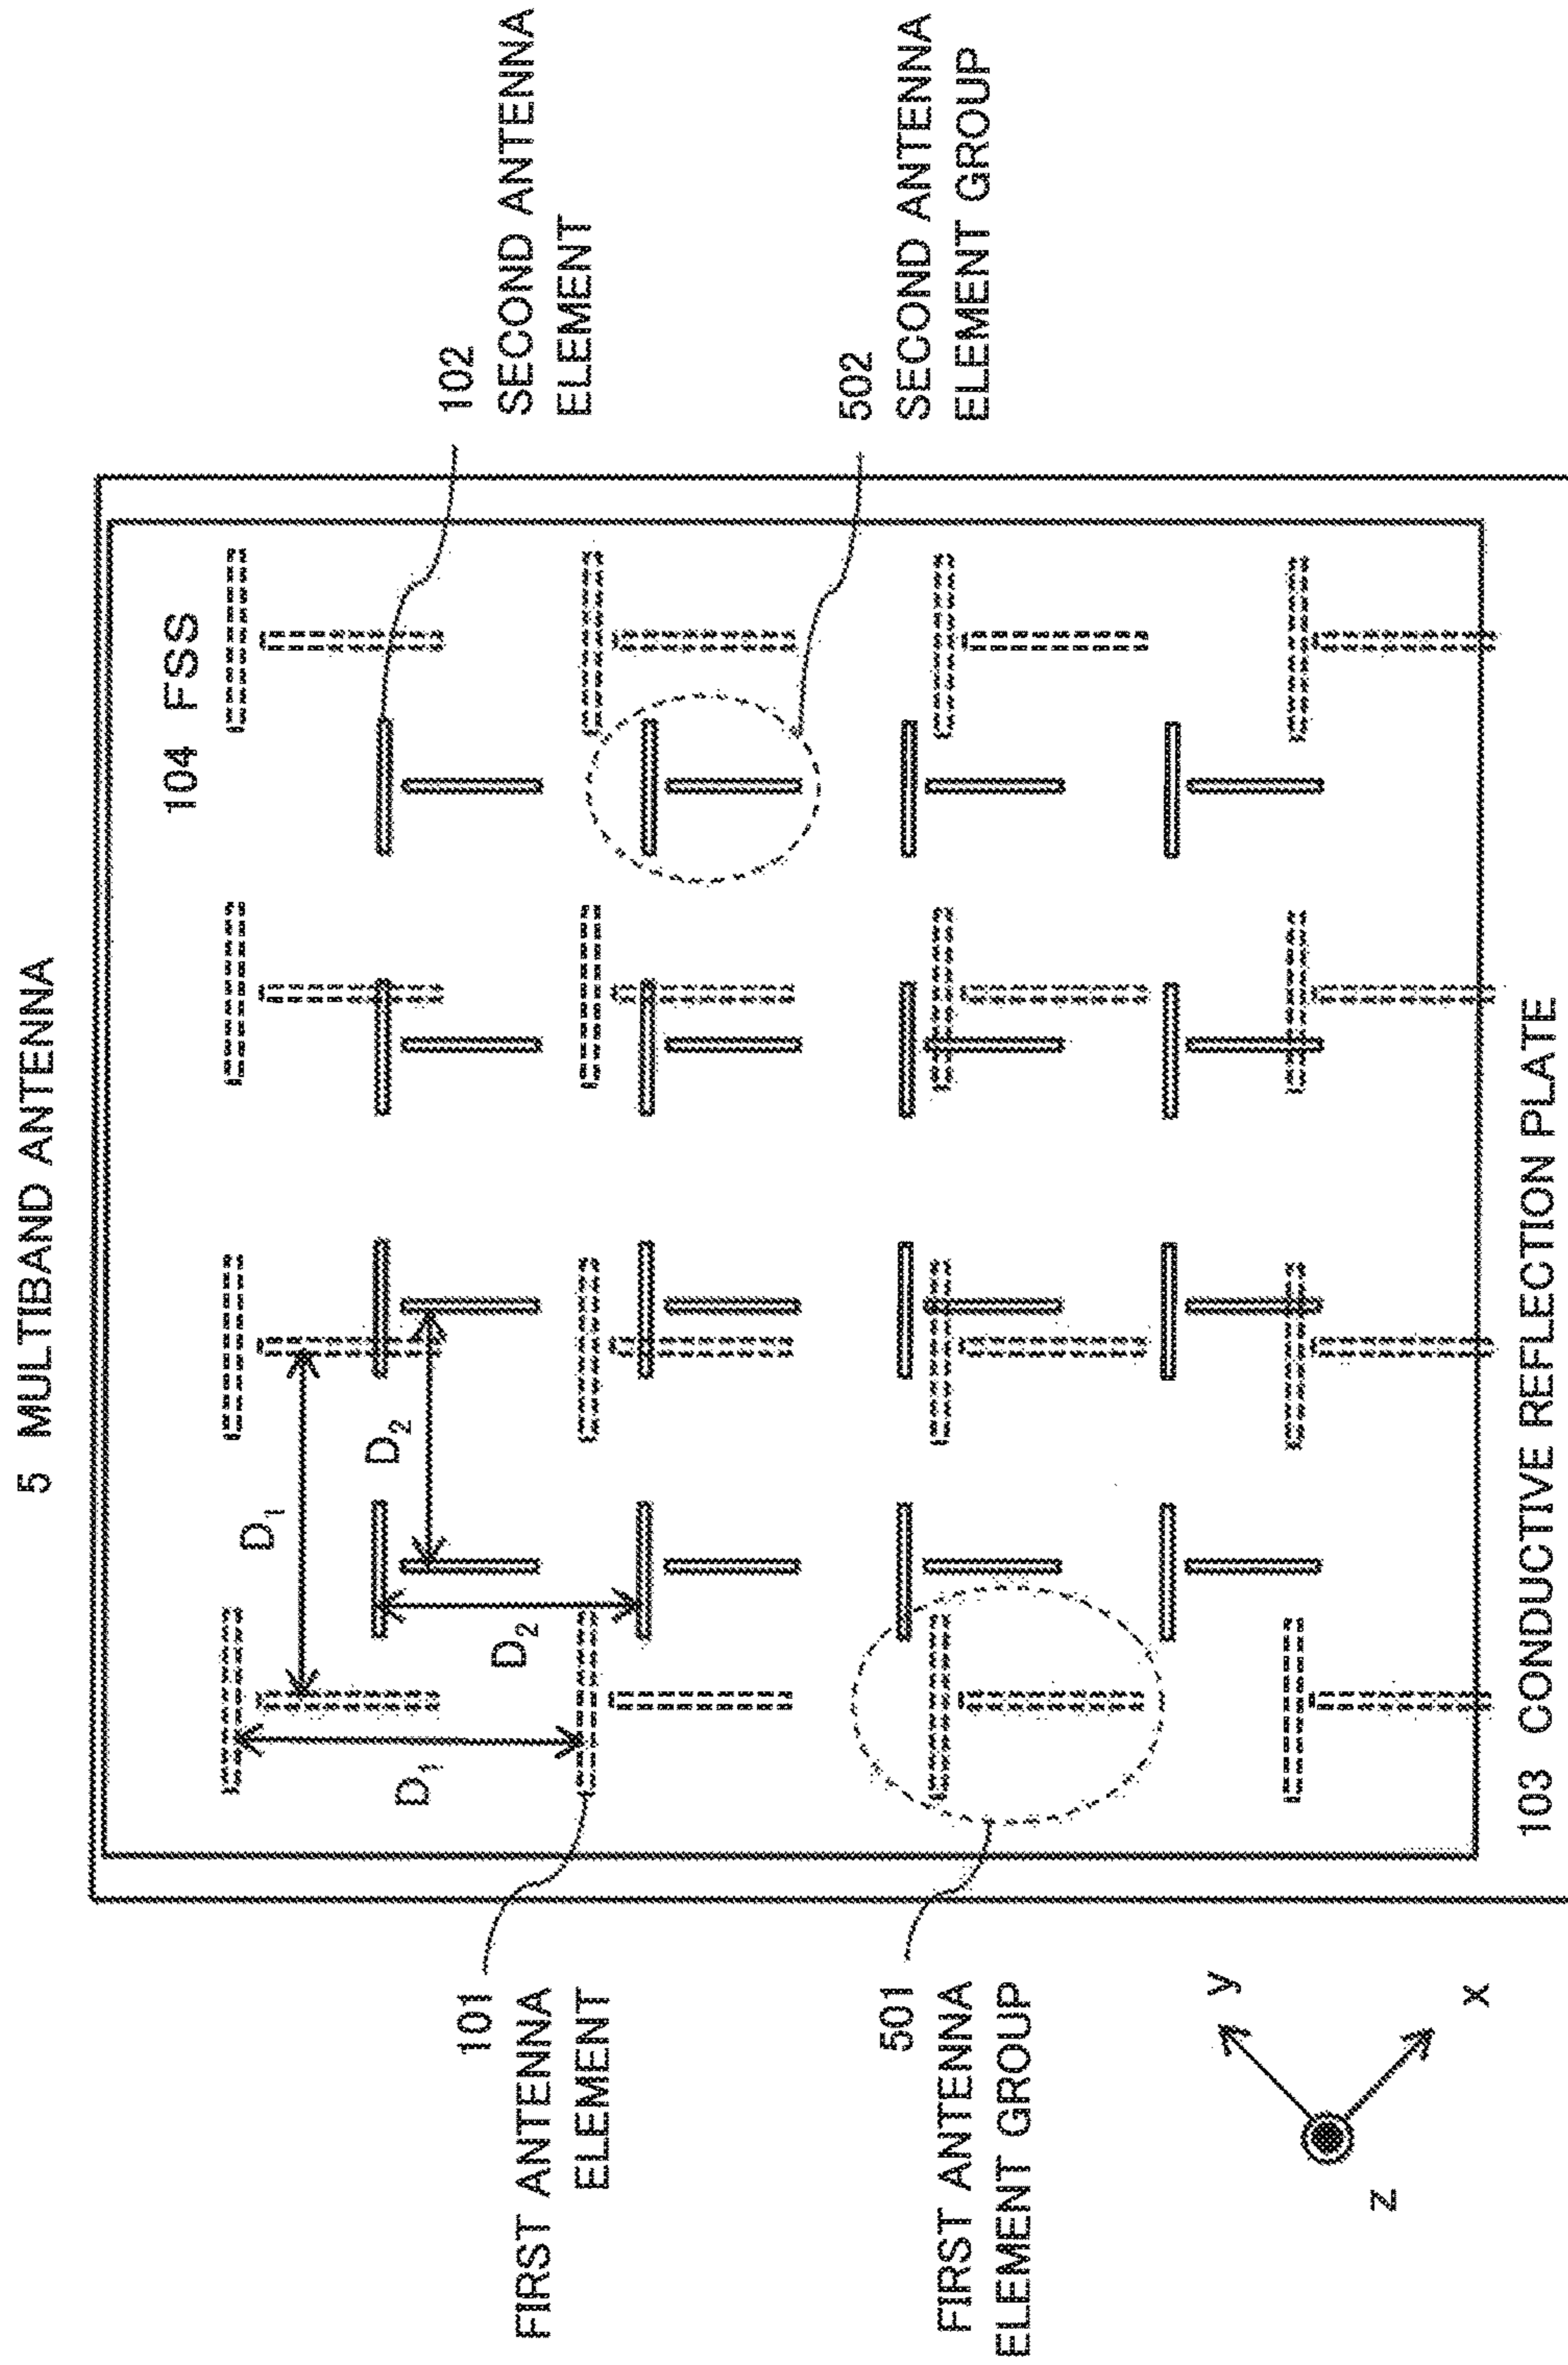 5 MULTIBAND ANTENNA
104 FSS
D1
D1
D2
D2
101
FIRST ANTENNA
ELEMENT
501
FIRST ANTENNA
ELEMENT GROUP
102
SECOND ANTENNA
ELEMENT
502
SECOND ANTENNA
ELEMENT GROUP
103 CONDUCTIVE REFLECTION PLATE
y
x
z